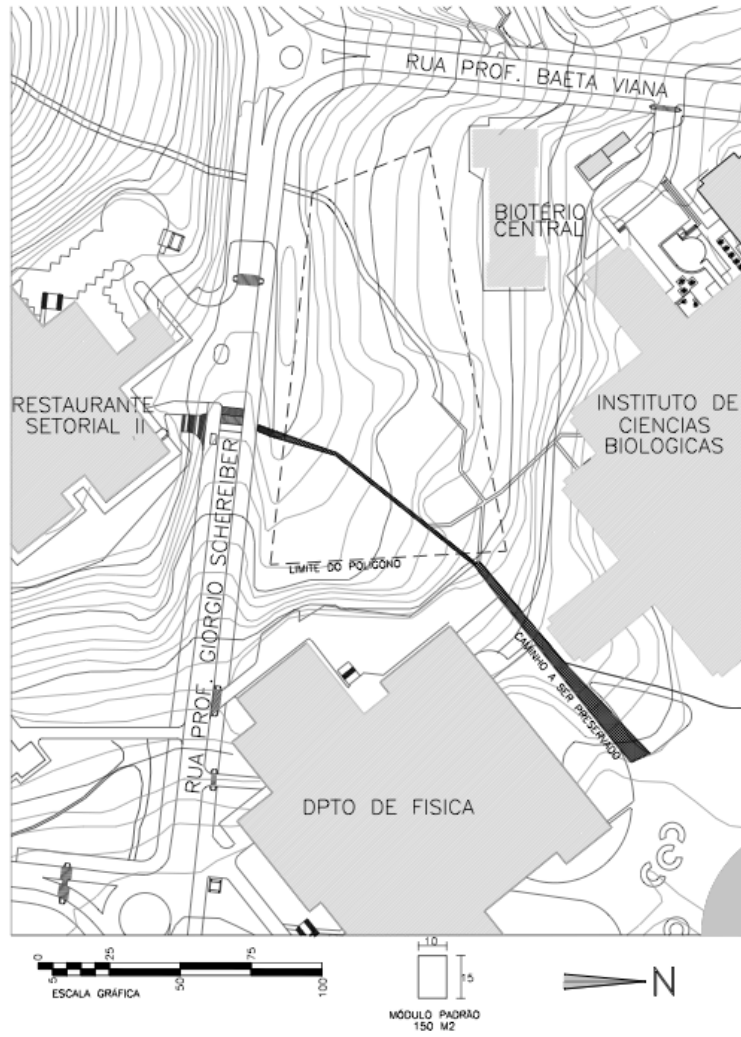 RUA PROF. BAETA VIANA
BIOTÉRIO
CENTRAL
RESTAURANTE
SETORIAL II
INSTITUTO DE
CIENCIAS
BIOLOGICAS
RUA PROF. GIORGIO SCHEREIBER
LIMITE DO POLIGONO
CAMINHO A SER PRESERVADO
DPTO DE FISICA
0
5
25
50
75
100
ESCALA GRÁFICA
10
15
MÓDULO PADRÃO
150 M2
N